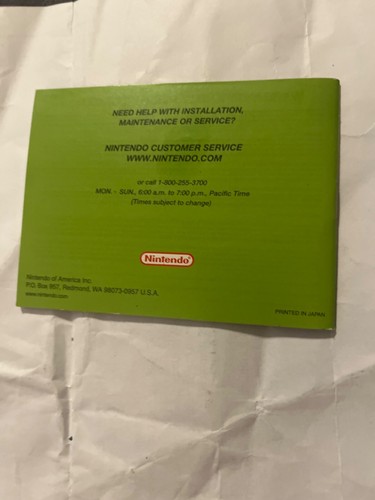 NEED HELP WITH INSTALLATION,
MAINTENANCE OR SERVICE?
NINTENDO CUSTOMER SERVICE
WWW.NINTENDO.COM
or call 1-800-255-3700
MON. - SUN., 6:00 a.m. to 7:00 p.m., Pacific Time
(Times subject to change)
Nintendo®
Nintendo of America Inc.
P.O. Box 957, Redmond, WA 98073-0957 U.S.A.
www.nintendo.com
PRINTED IN JAPAN